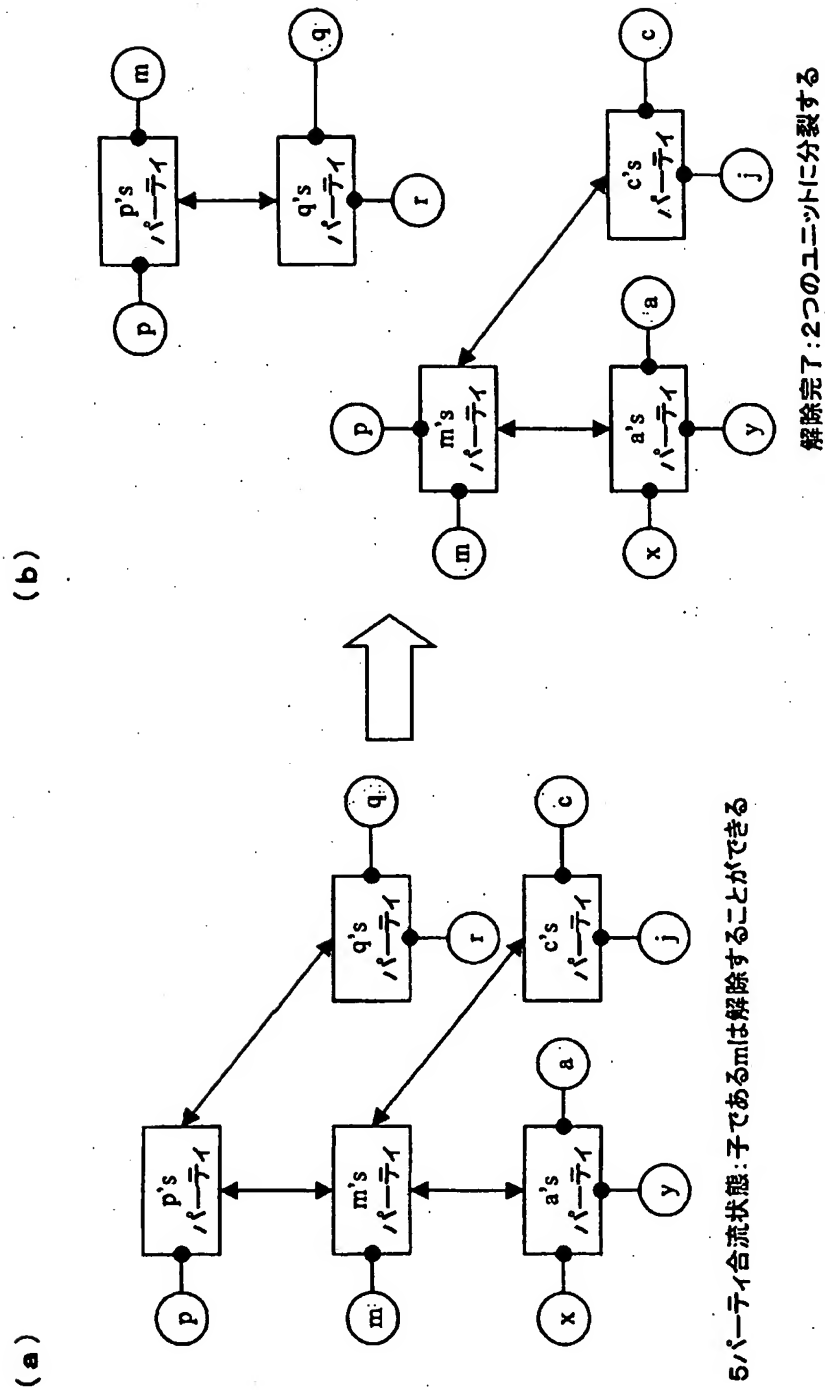 (a)
p's
パーティ
p
q's
パーティ
q
r
m's
パーティ
m
c's
パーティ
c
j
a's
パーティ
a
x
y
5パーティ合流状態:子であるmは解除することができる
(b)
p's
パーティ
p
m
q's
パーティ
q
r
m's
パーティ
p
m
c's
パーティ
c
j
a's
パーティ
a
x
y
解除完了:2つのユニットに分裂する